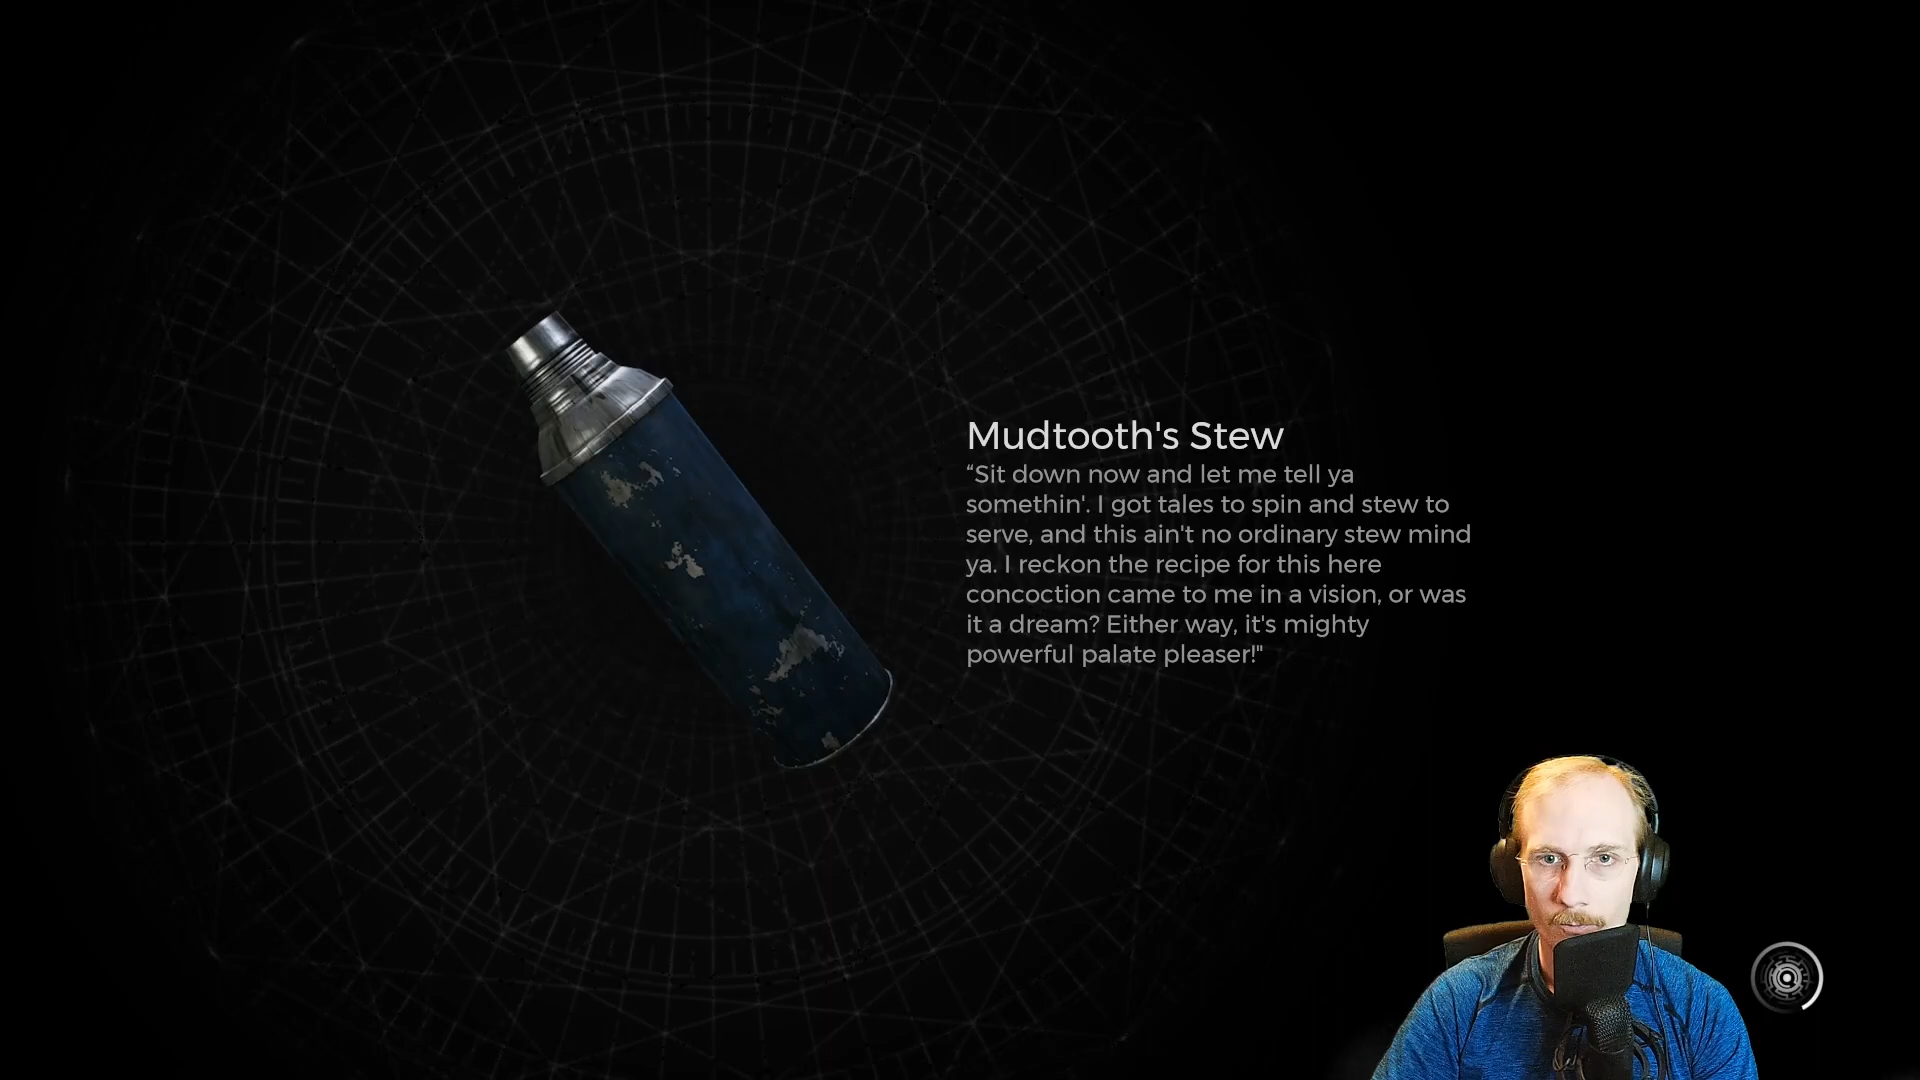 Mudtooth's Stew
“Sit down now and let me tell ya
somethin'. I got tales to spin and stew to
serve, and this ain't no ordinary stew mind
ya. I reckon the recipe for this here
concoction came to me in a vision, or was
it a dream? Either way, it's mighty
powerful palate pleaser!"